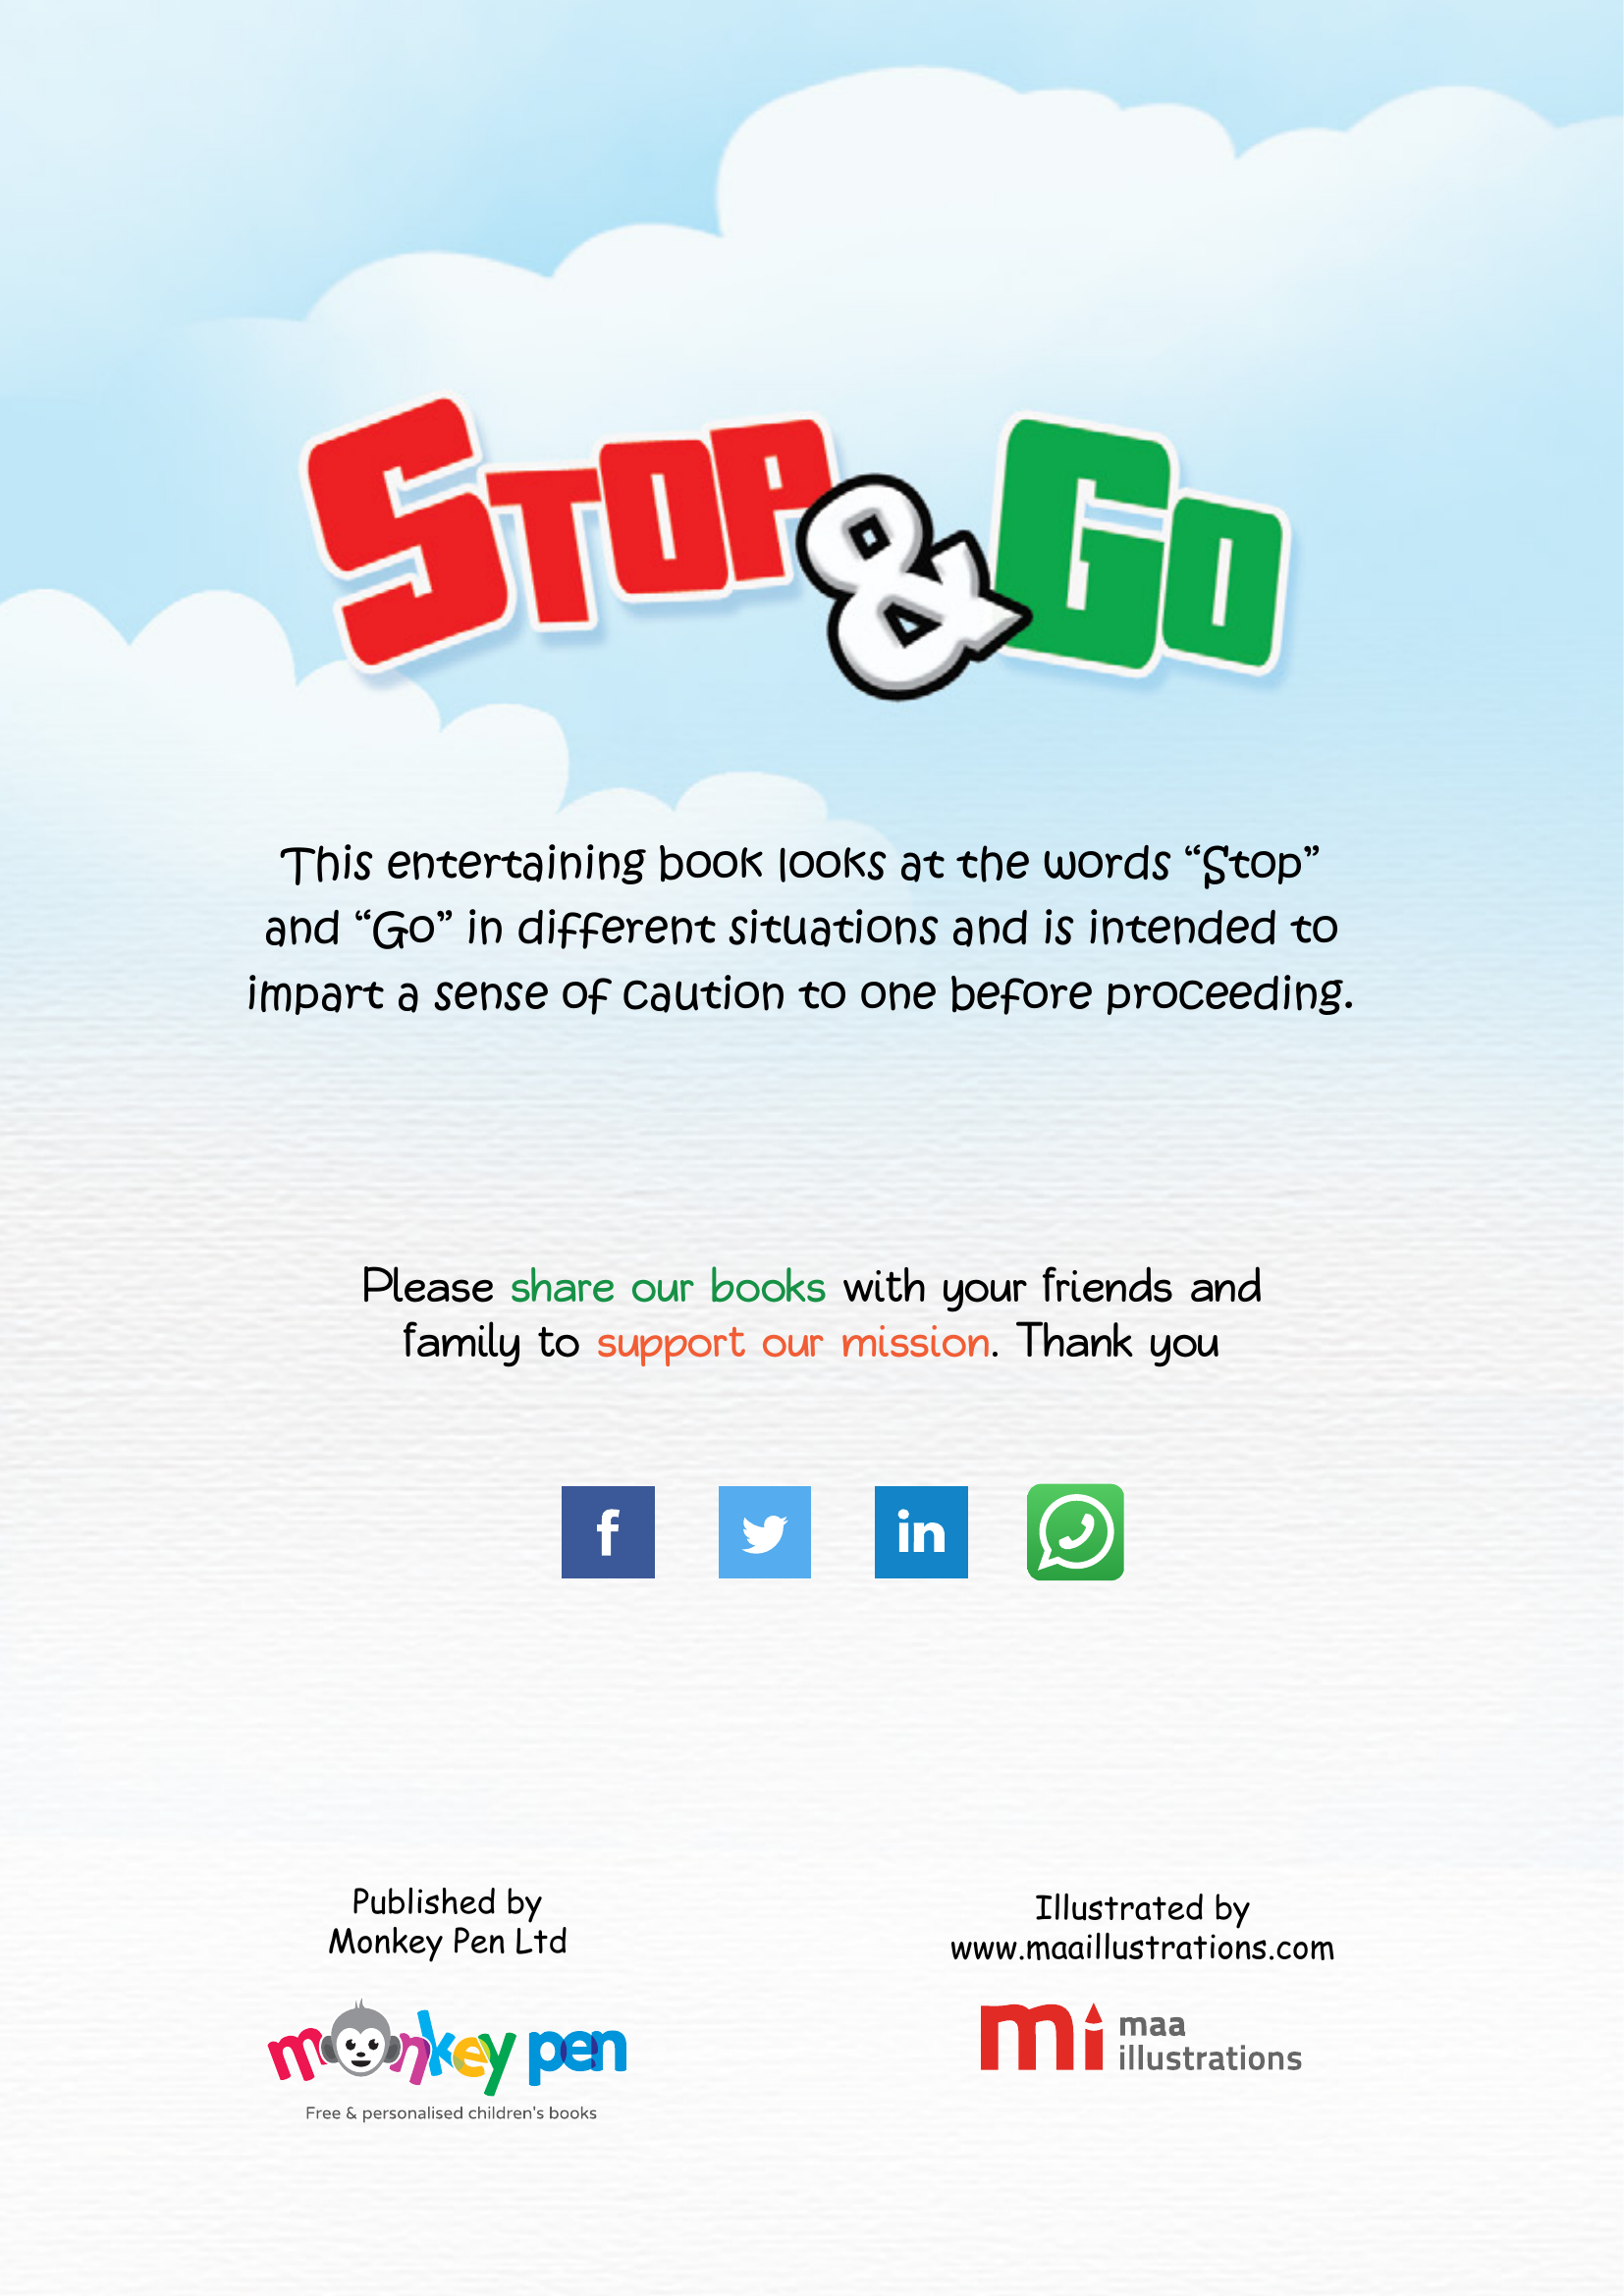 Stop & Go
This entertaining book looks at the words “Stop”
and “Go” in different situations and is intended to
impart a sense of caution to one before proceeding.
Please share our books with your friends and
family to support our mission. Thank you
f
in
Published by
Monkey Pen Ltd
monkey pen
Free & personalised children's books
Illustrated by
www.maaillustrations.com
mi
maa
illustrations